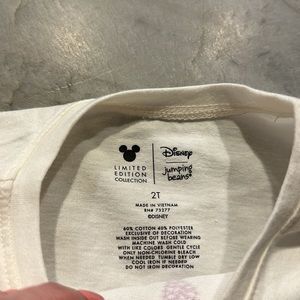 LIMITED
EDITION
COLLECTION
Disney
jumping
beans®
2T
MADE IN VIETNAM
RN# 73277
©DISNEY
60% COTTON 40% POLYESTER
EXCLUSIVE OF DECORATION
WASH INSIDE OUT BEFORE WEARING
MACHINE WASH COLD
WITH LIKE COLORS GENTLE CYCLE
ONLY NON-CHLORINE BLEACH
WHEN NEEDED TUMBLE DRY LOW
COOL IRON IF NEEDED
DO NOT IRON DECORATION